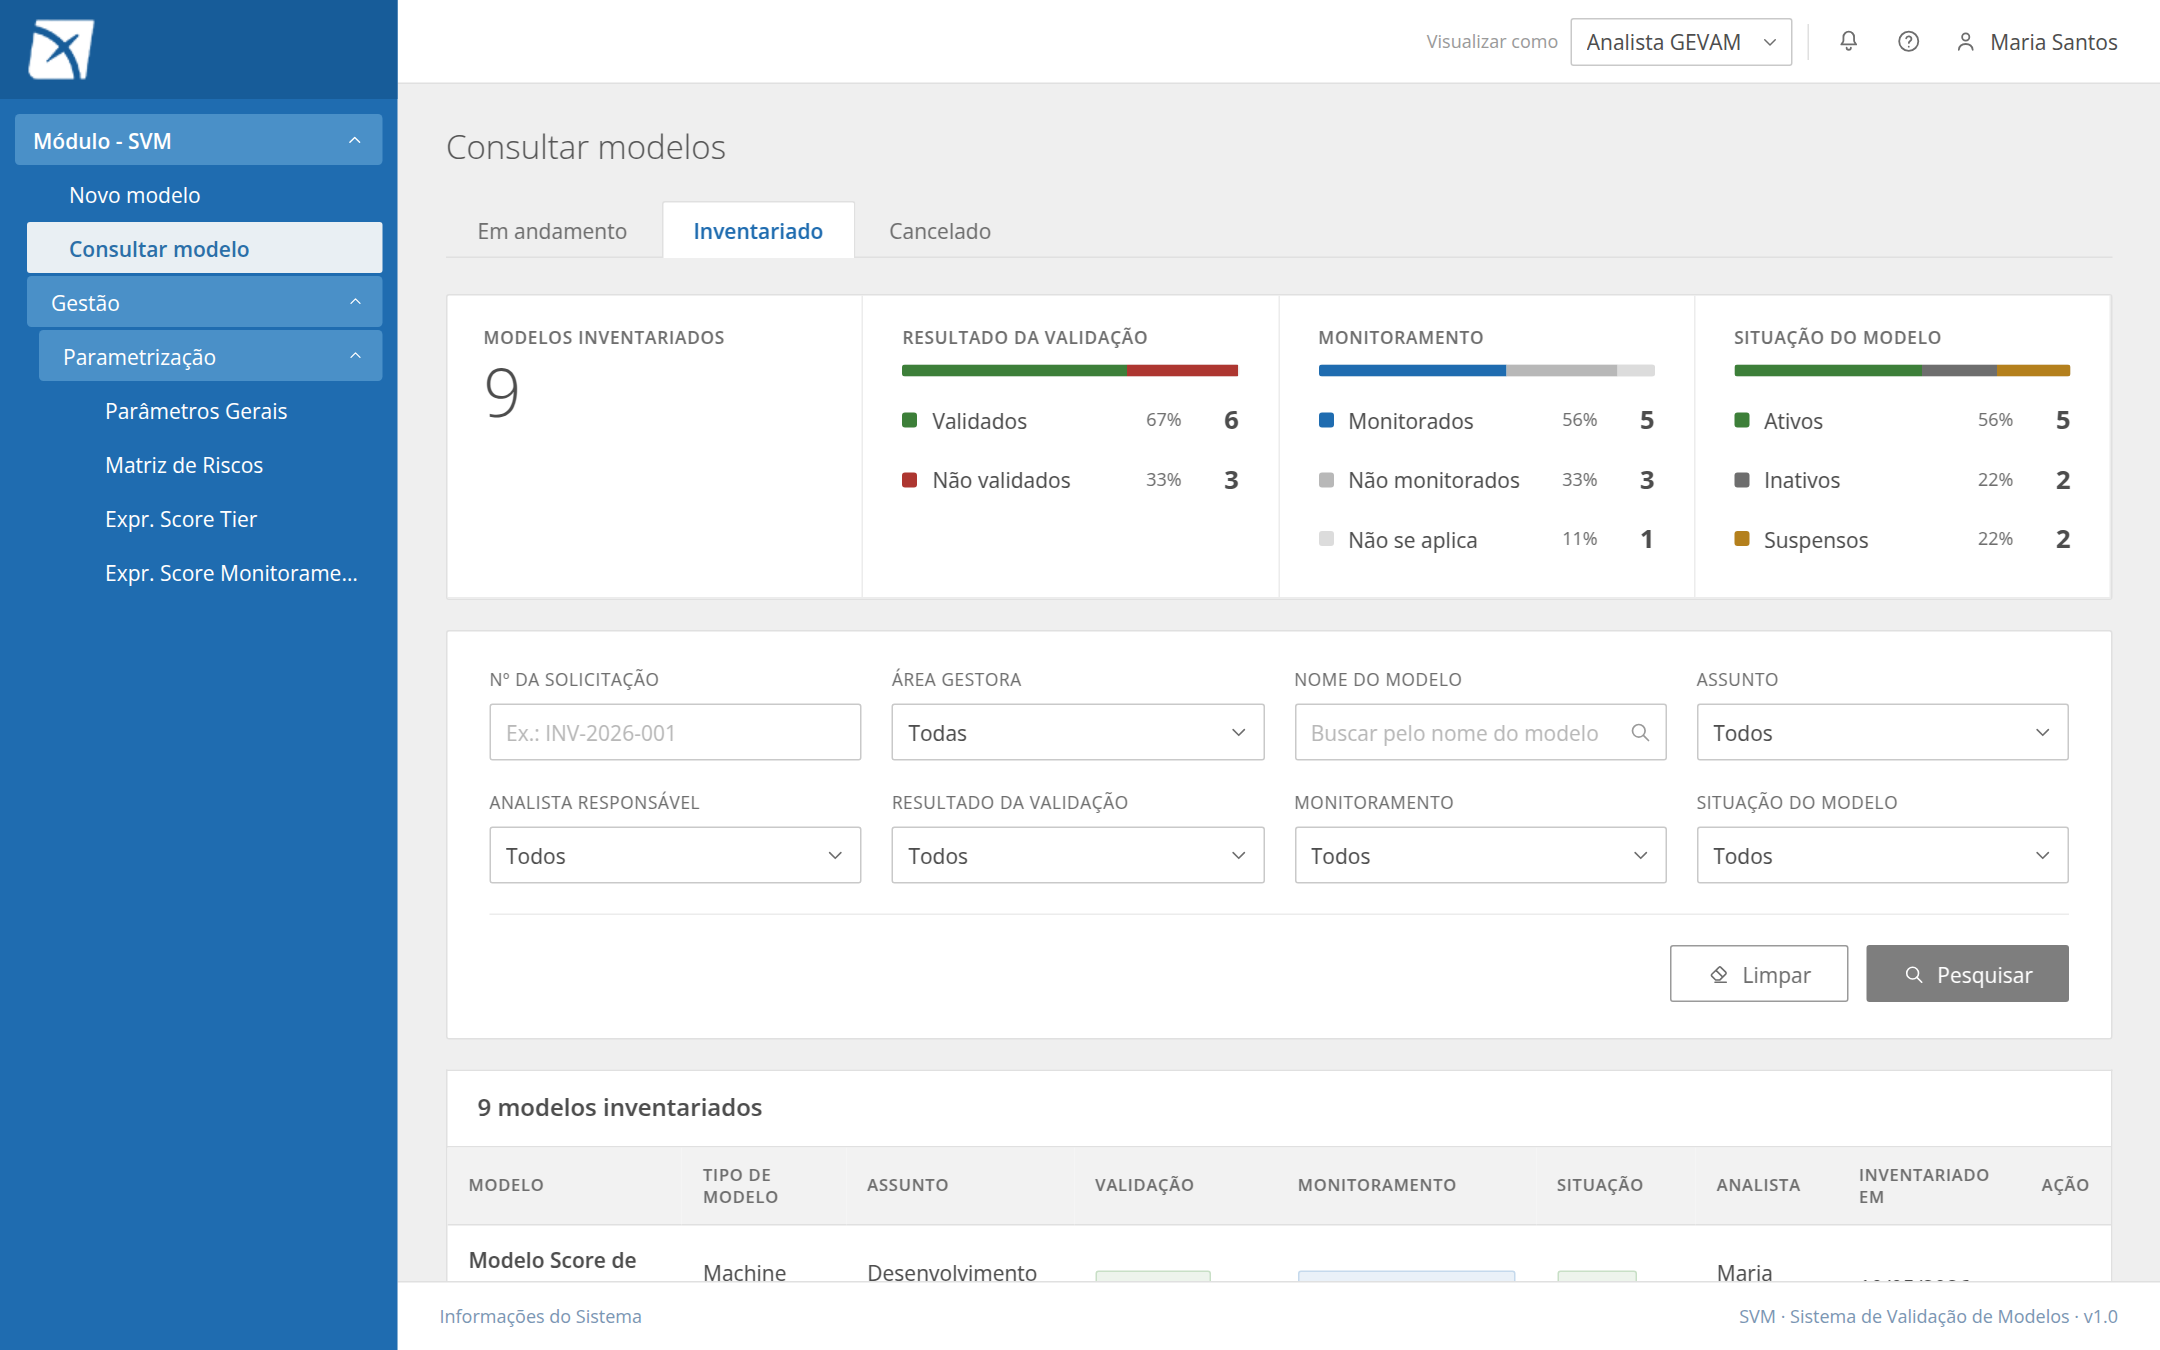 Visualizar como
Analista GEVAM
Maria Santos
Módulo - SVM
Novo modelo
Consultar modelo
Gestão
Parametrização
Parâmetros Gerais
Matriz de Riscos
Expr. Score Tier
Expr. Score Monitorame...
Consultar modelos
Em andamento
Inventariado
Cancelado
MODELOS INVENTARIADOS
9
RESULTADO DA VALIDAÇÃO
Validados 67% 6
Não validados 33% 3
MONITORAMENTO
Monitorados 56% 5
Não monitorados 33% 3
Não se aplica 11% 1
SITUAÇÃO DO MODELO
Ativos 56% 5
Inativos 22% 2
Suspensos 22% 2
Nº DA SOLICITAÇÃO
Ex.: INV-2026-001
ÁREA GESTORA
Todas
NOME DO MODELO
Buscar pelo nome do modelo
ASSUNTO
Todos
ANALISTA RESPONSÁVEL
Todos
RESULTADO DA VALIDAÇÃO
Todos
MONITORAMENTO
Todos
SITUAÇÃO DO MODELO
Todos
Limpar
Pesquisar
9 modelos inventariados
MODELO
TIPO DE
MODELO
ASSUNTO
VALIDAÇÃO
MONITORAMENTO
SITUAÇÃO
ANALISTA
INVENTARIADO
EM
AÇÃO
Modelo Score de
Machine
Desenvolvimento
Maria
Informações do Sistema
SVM · Sistema de Validação de Modelos · v1.0